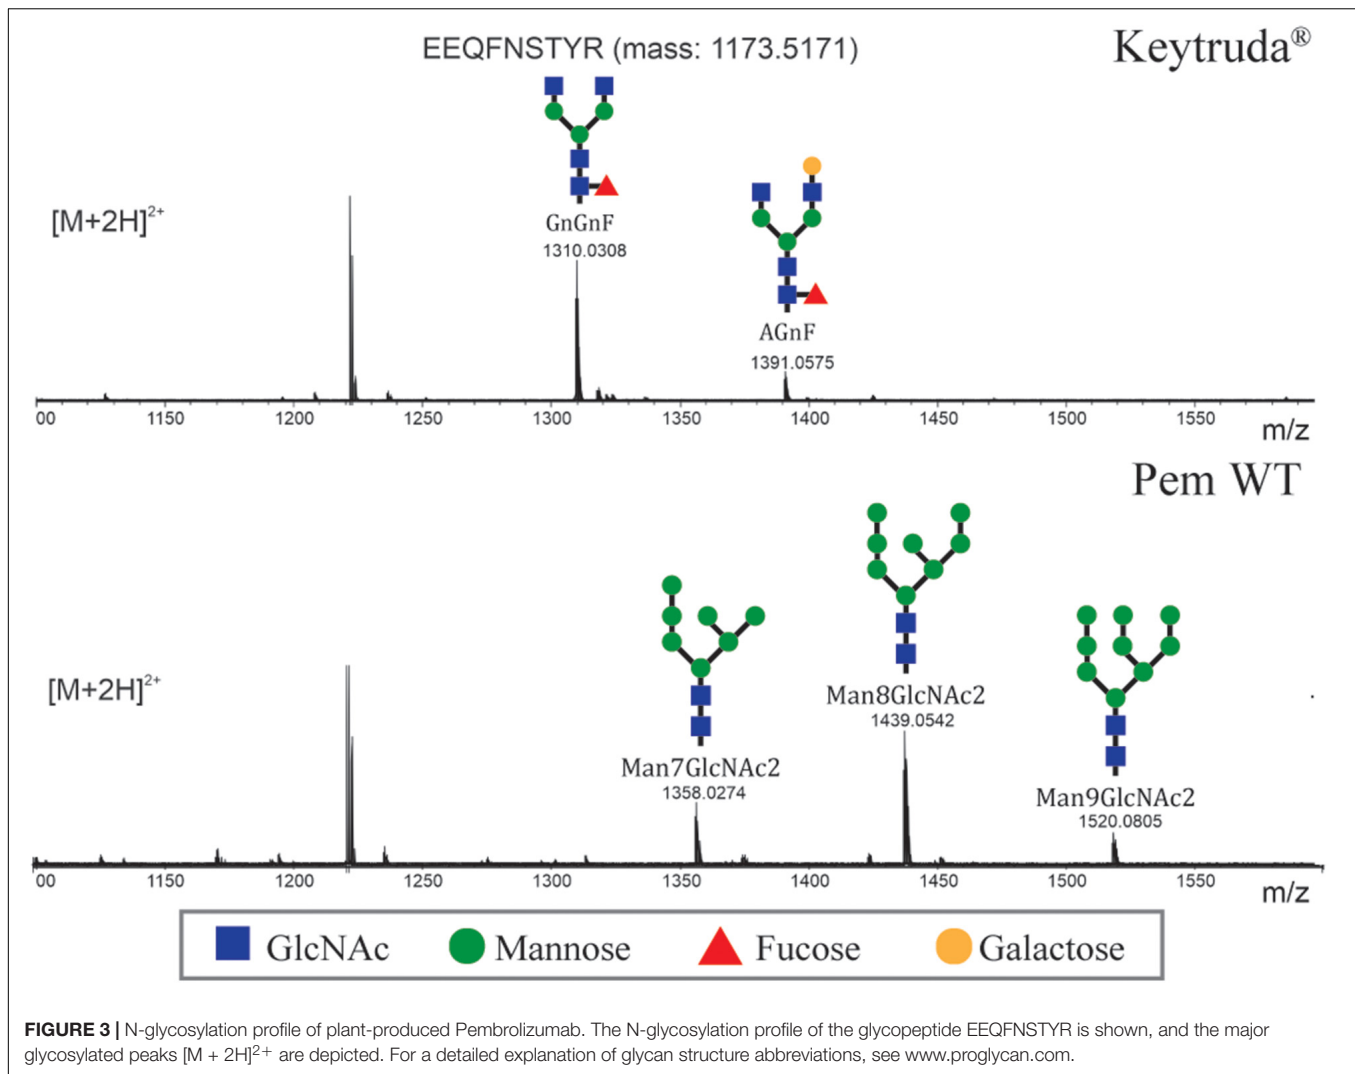 EEQFNSTYR (mass: 1173.5171)
Keytruda®
[M+2H]2+
GnGnF
1310.0308
AGnF
1391.0575
00 1150 1200 1250 1300 1350 1400 1450 1500 1550
m/z
Pem WT
[M+2H]2+
Man7GlcNAc2
1358.0274
Man8GlcNAc2
1439.0542
Man9GlcNAc2
1520.0805
00 1150 1200 1250 1300 1350 1400 1450 1500 1550
m/z
GlcNAc Mannose Fucose Galactose
FIGURE 3 | N-glycosylation profile of plant-produced Pembrolizumab. The N-glycosylation profile of the glycopeptide EEQFNSTYR is shown, and the major
glycosylated peaks [M + 2H]2+ are depicted. For a detailed explanation of glycan structure abbreviations, see www.proglycan.com.